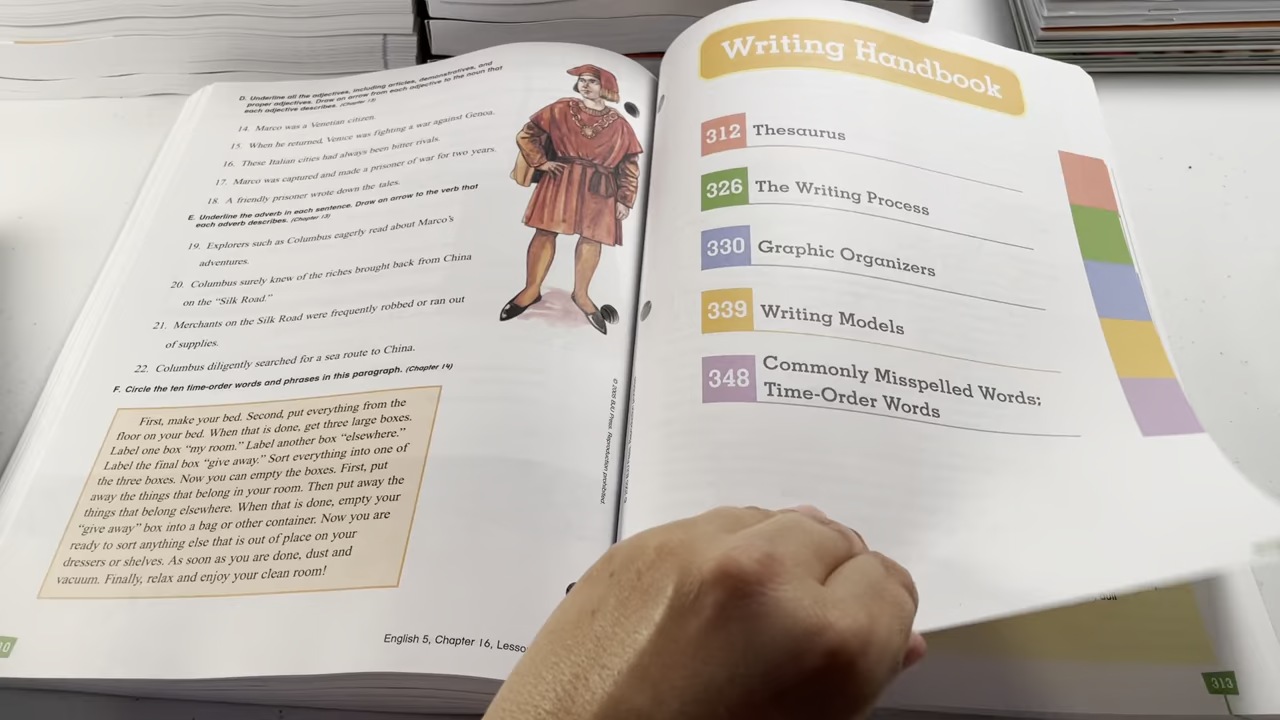 D. Underline all the adjectives, including articles, demonstratives, and
proper adjectives. Draw an arrow from each adjective to the noun that
each adjective describes. (Chapter 13)
14. Marco was a Venetian citizen.
15. When he returned, Venice was fighting a war against Genoa.
16. These Italian cities had always been bitter rivals.
17. Marco was captured and made a prisoner of war for two years.
18. A friendly prisoner wrote down the tales.
E. Underline the adverb in each sentence. Draw an arrow to the verb that
each adverb describes. (Chapter 13)
19. Explorers such as Columbus eagerly read about Marco's
adventures.
20. Columbus surely knew of the riches brought back from China
on the "Silk Road."
21. Merchants on the Silk Road were frequently robbed or ran out
of supplies.
22. Columbus diligently searched for a sea route to China.
F. Circle the ten time-order words and phrases in this paragraph. (Chapter 14)
First, make your bed. Second, put everything from the
floor on your bed. When that is done, get three large boxes.
Label one box "my room." Label another box "elsewhere."
Label the final box "give away." Sort everything into one of
the three boxes. Now you can empty the boxes. First, put
away the things that belong in your room. Then put away the
things that belong elsewhere. When that is done, empty your
"give away" box into a bag or other container. Now you are
ready to sort anything else that is out of place on your
dressers or shelves. As soon as you are done, dust and
vacuum. Finally, relax and enjoy your clean room!
English 5, Chapter 16, Lesso
Writing Handbook
312 Thesaurus
326 The Writing Process
330 Graphic Organizers
339 Writing Models
348 Commonly Misspelled Words;
Time-Order Words
313